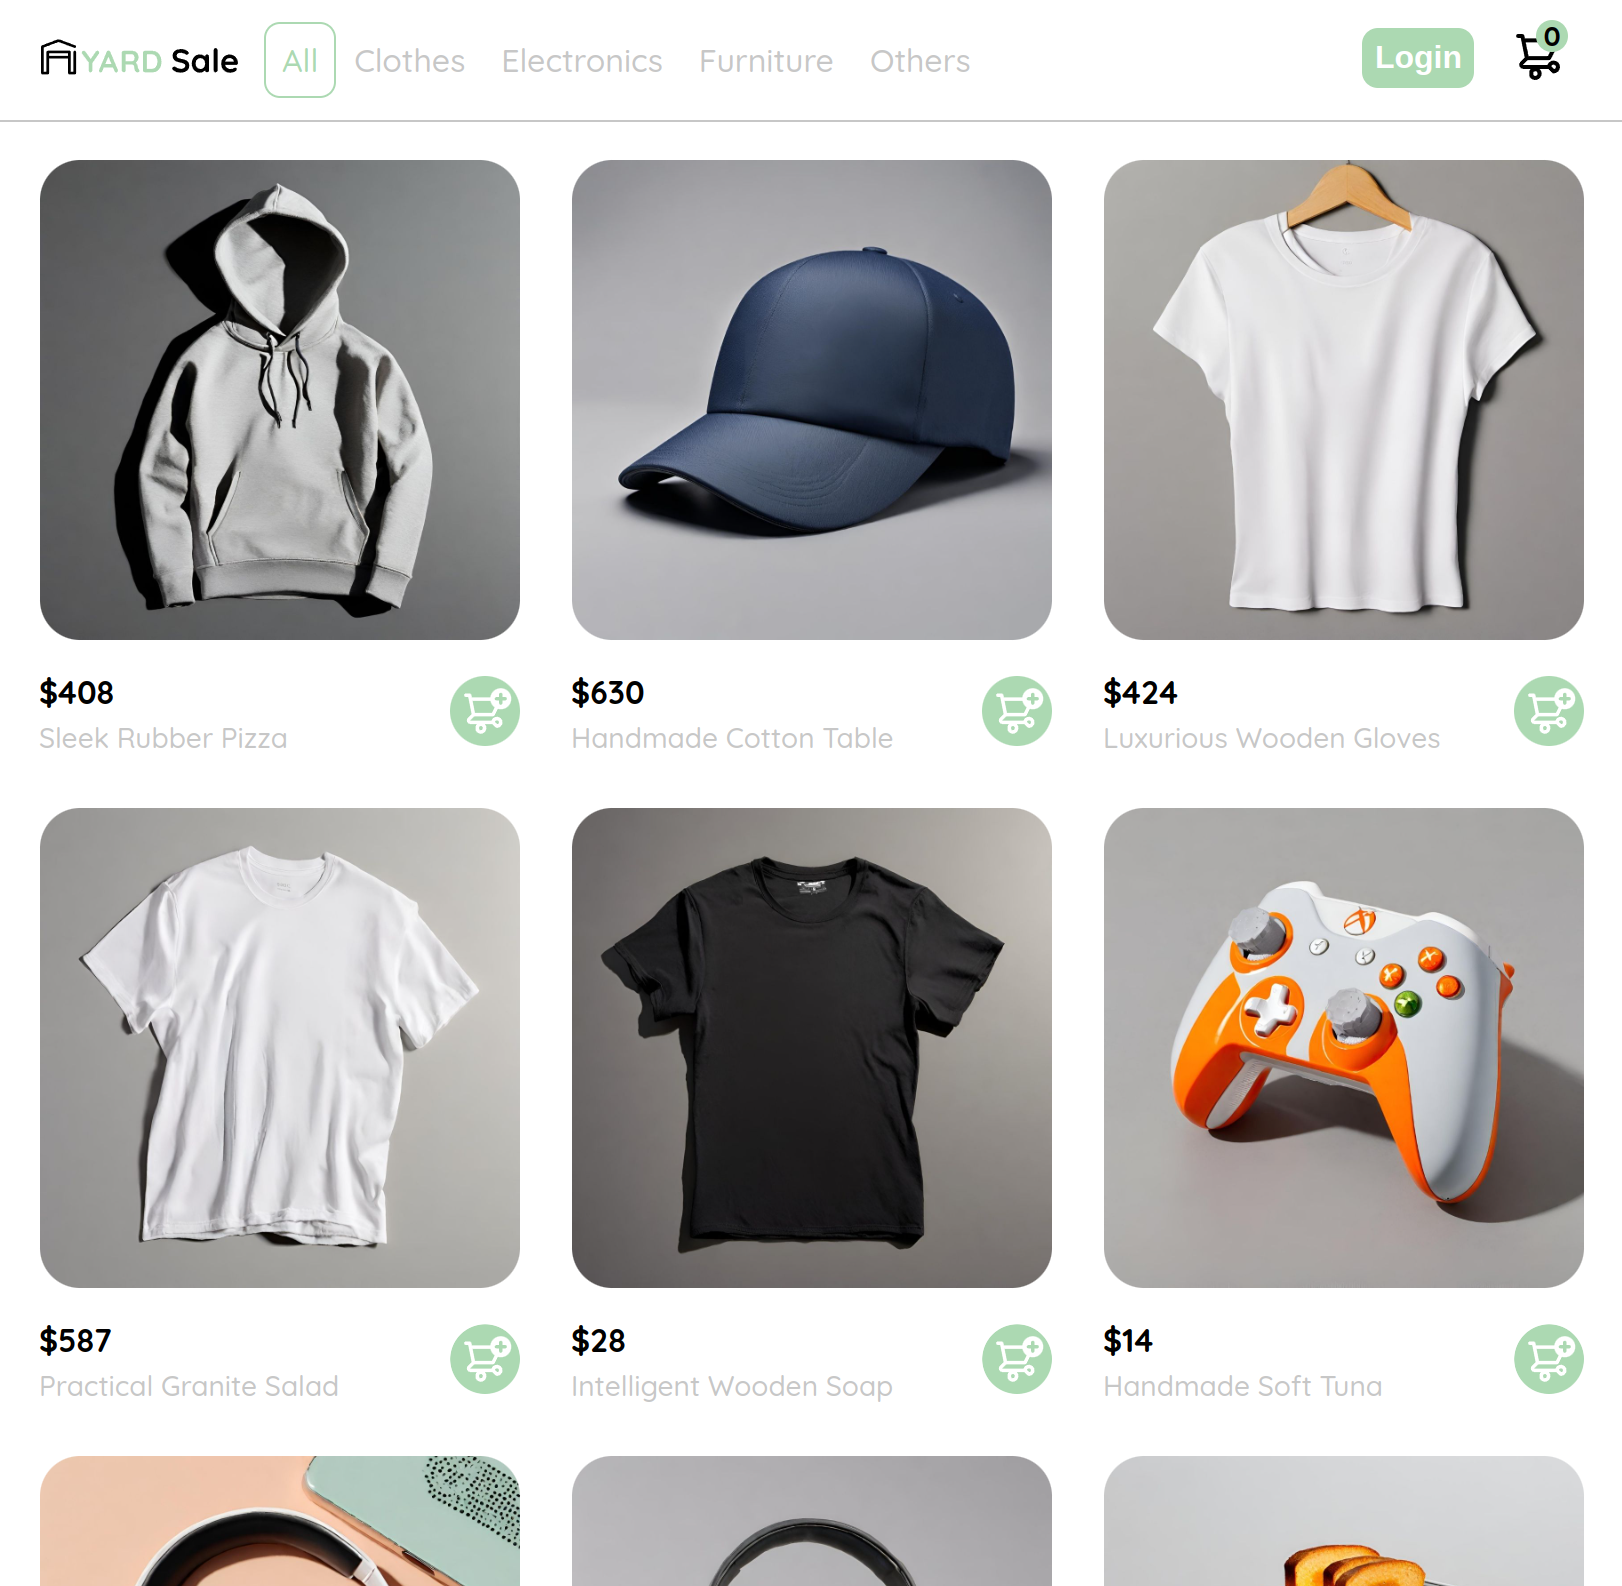 YARD Sale
All
Clothes
Electronics
Furniture
Others
Login
0
$408
Sleek Rubber Pizza
$630
Handmade Cotton Table
$424
Luxurious Wooden Gloves
$587
Practical Granite Salad
$28
Intelligent Wooden Soap
$14
Handmade Soft Tuna